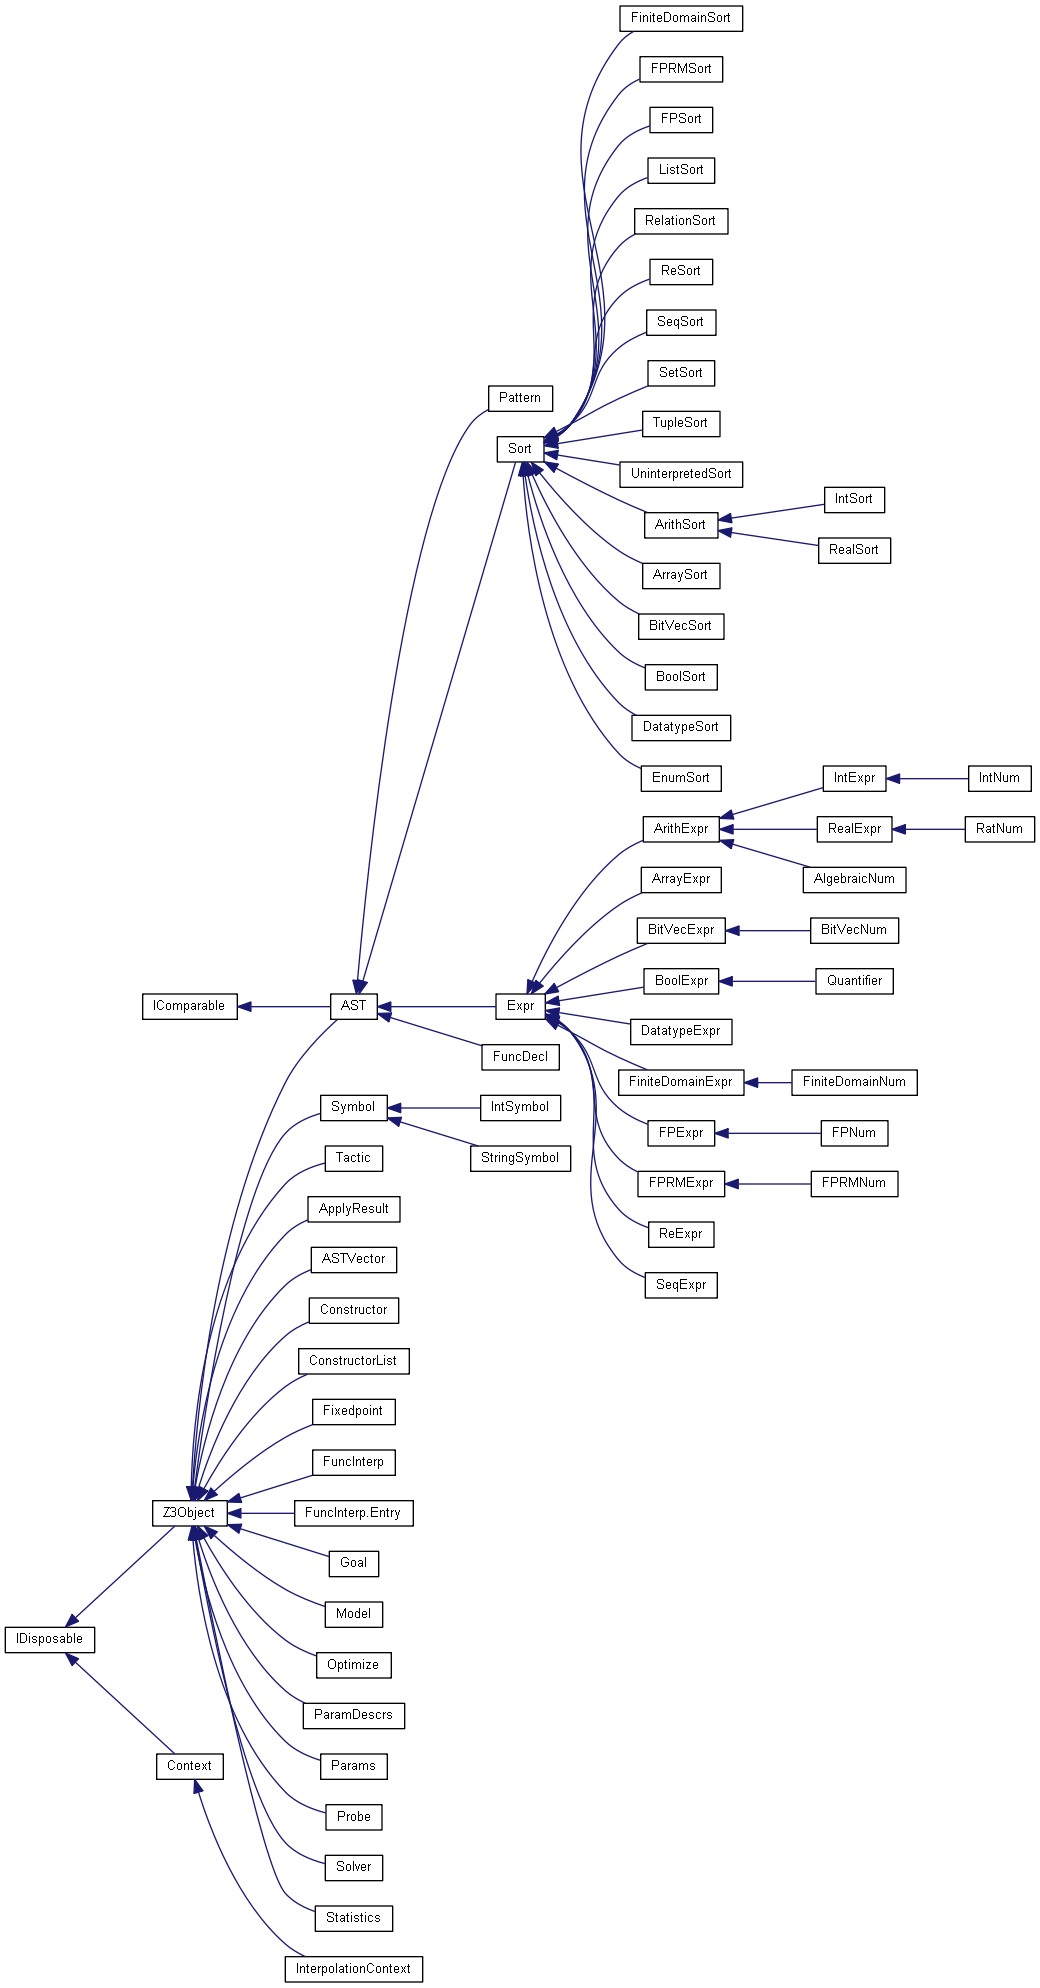 FiniteDomainSort
FPRMSort
FPSort
ListSort
RelationSort
ReSort
SeqSort
SetSort
Pattern
TupleSort
Sort
UninterpretedSort
IntSort
ArithSort
RealSort
ArraySort
BitVecSort
BoolSort
DatatypeSort
EnumSort
IntExpr
IntNum
ArithExpr
RealExpr
RatNum
ArrayExpr
AlgebraicNum
BitVecExpr
BitVecNum
BoolExpr
Quantifier
IComparable
AST
Expr
DatatypeExpr
FuncDecl
FiniteDomainExpr
FiniteDomainNum
Symbol
IntSymbol
FPExpr
FPNum
Tactic
StringSymbol
FPRMExpr
FPRMNum
ApplyResult
ReExpr
ASTVector
SeqExpr
Constructor
ConstructorList
Fixedpoint
FuncInterp
Z3Object
FuncInterp.Entry
Goal
Model
IDisposable
Optimize
ParamDescrs
Context
Params
Probe
Solver
Statistics
InterpolationContext